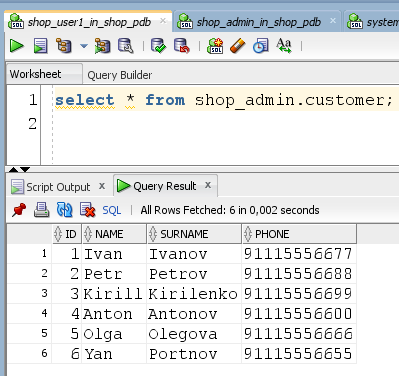 shop_user1_in_shop_pdb shop_admin_in_shop_pdb system
SQL Aa
Worksheet Query Builder
1 select * from shop_admin.customer;
2
Script Output x Query Result x
SQL All Rows Fetched: 6 in 0,002 seconds
ID NAME SURNAME PHONE
1 1 Ivan Ivanov 91115556677
2 2 Petr Petrov 91115556688
3 3 Kirill Kirilenko 91115556699
4 4 Anton Antonov 91115556600
5 5 Olga Olegova 91115556666
6 6 Yan Portnov 91115556655